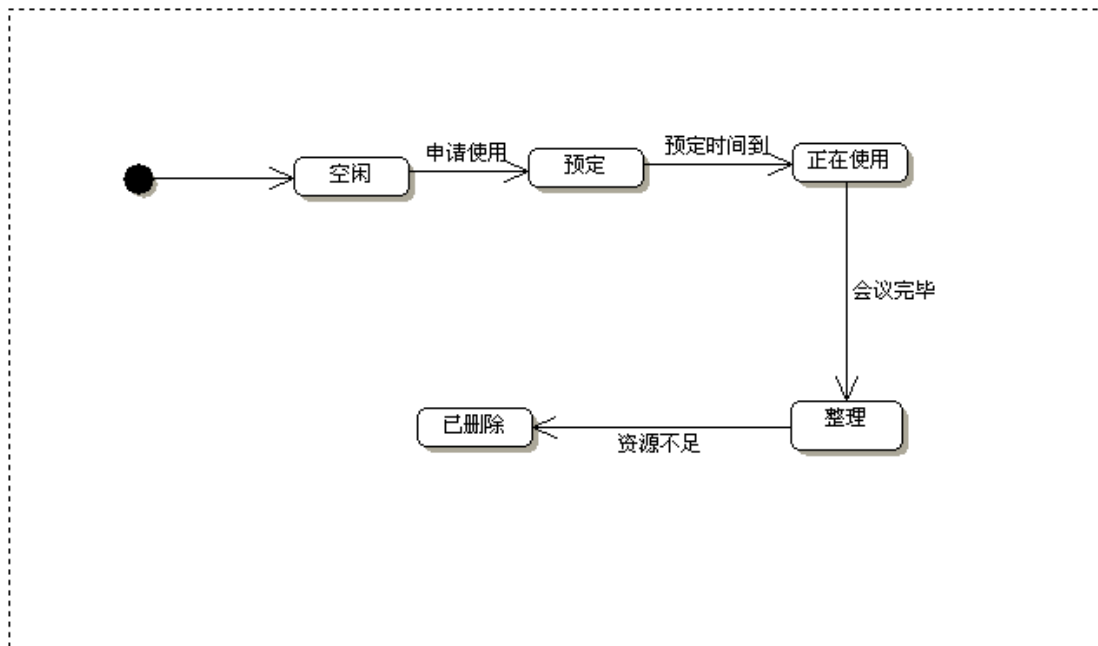 申请使用
预定时间到
空闲
预定
正在使用
会议完毕
已删除
资源不足
整理